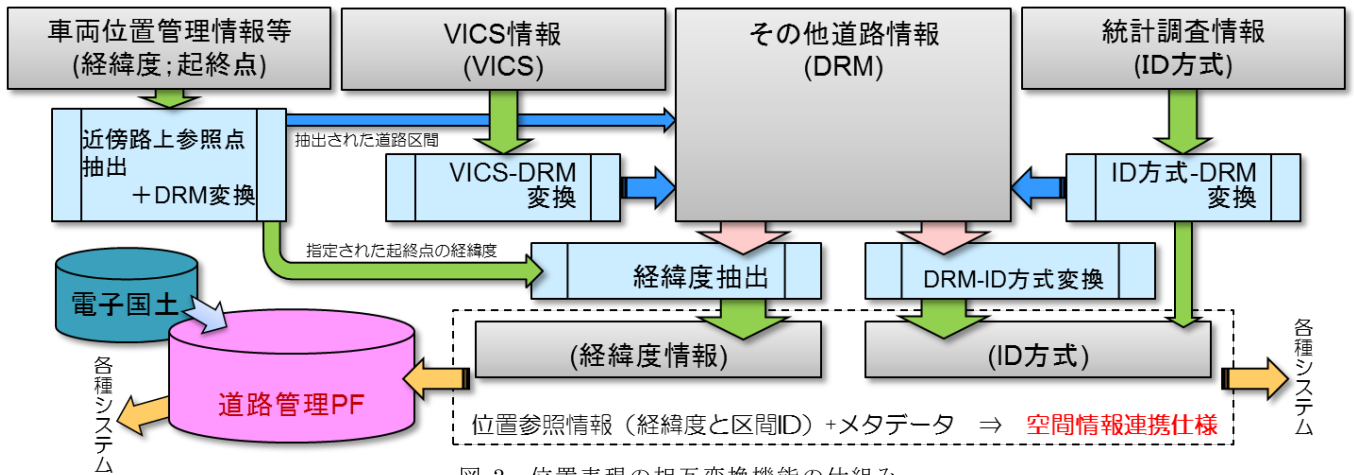 車両位置管理情報等
(経緯度;起終点)
VICS情報
(VICS)
その他道路情報
(DRM)
統計調査情報
(ID方式)
近傍路上参照点
抽出
＋DRM変換
抽出された道路区間
VICS-DRM
変換
ID方式-DRM
変換
指定された起終点の経緯度
経緯度抽出
DRM-ID方式変換
電子国土
道路管理PF
各種システム
(経緯度情報)
(ID方式)
各種システム
位置参照情報（経緯度と区間ID）+メタデータ ⇒ 空間情報連携仕様